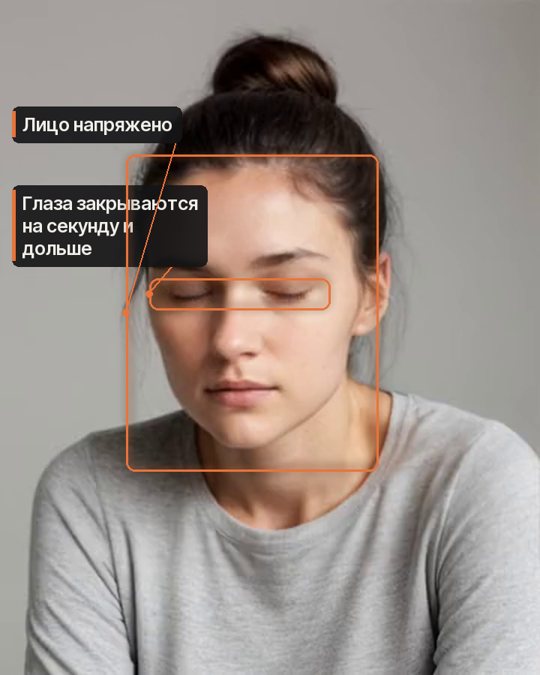 Лицо напряжено
Глаза закрываются
на секунду и
дольше